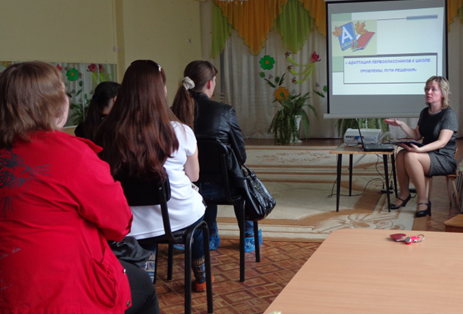 А
« АДАПТАЦИЯ ПЕРВОКЛАССНИКОВ К ШКОЛЕ
ПРОБЛЕМЫ, ПУТИ РЕШЕНИЯ»